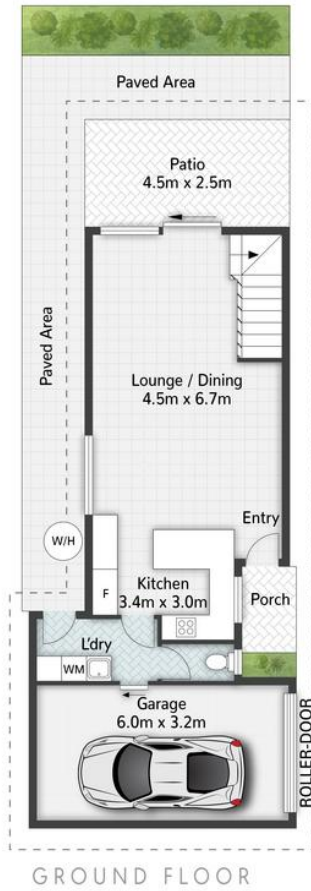 Paved Area
Patio
4.5m x 2.5m
Paved Area
Lounge / Dining
4.5m x 6.7m
Entry
W/H
F
Kitchen
3.4m x 3.0m
Porch
L'dry
WM
Garage
6.0m x 3.2m
ROLLER-DOOR
GROUND FLOOR